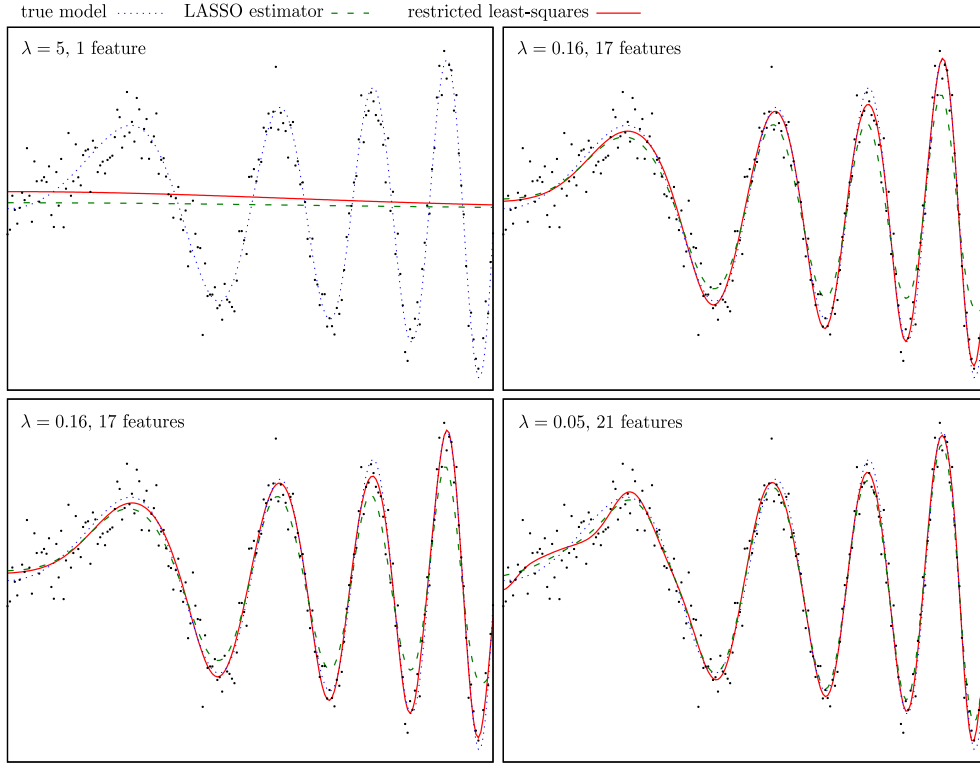 true model LASSO estimator restricted least-squares
λ = 5, 1 feature
λ = 0.16, 17 features
λ = 0.16, 17 features
λ = 0.05, 21 features